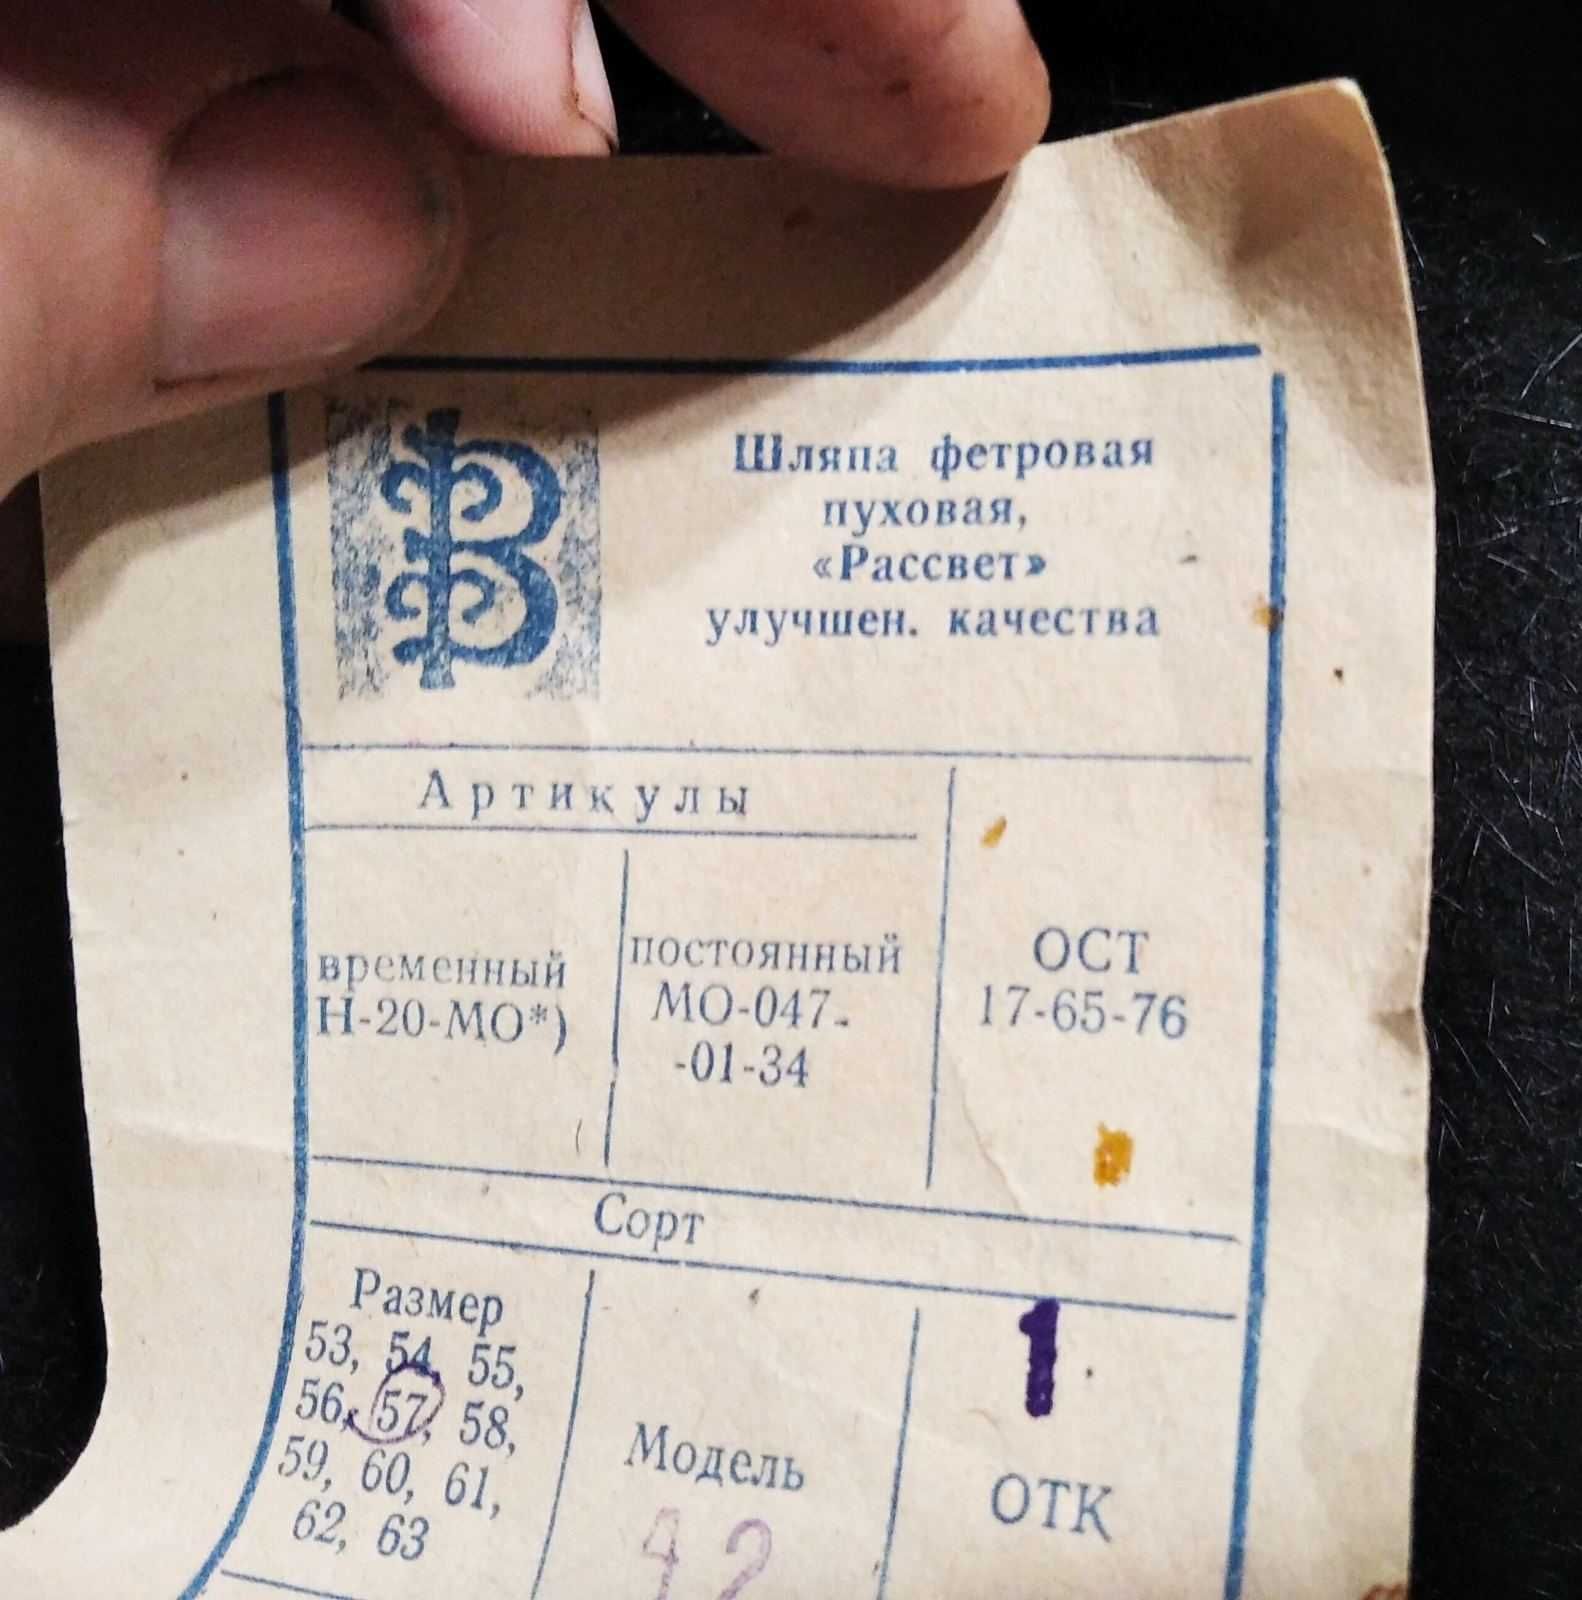 В
Шляпа фетровая
пуховая,
«Рассвет»
улучшен. качества
Артикулы
временный
Н-20-МО*)
постоянный
МО-047-
-01-34
ОСТ
17-65-76
Сорт
Размер
53, 54, 55,
56, 57, 58,
59, 60, 61,
62, 63
Модель
42
1
ОТК